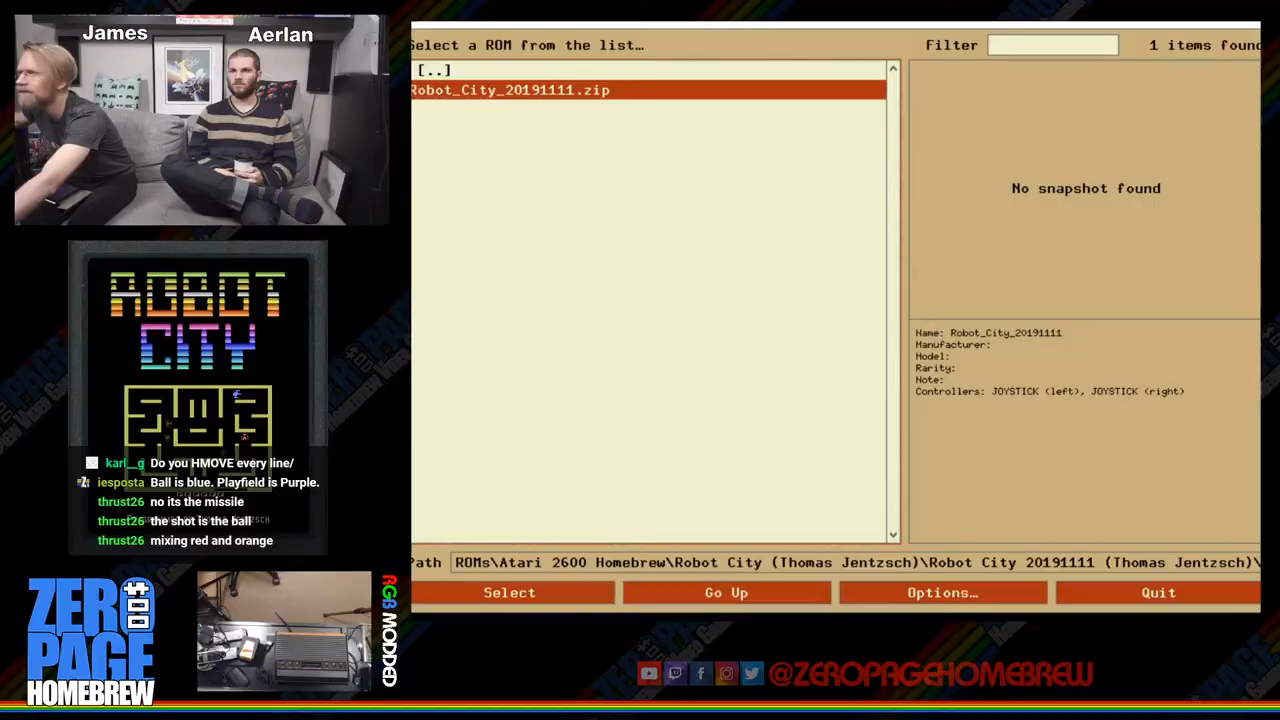 James
Aerlan
ROBOT
CITY
karl__g Do you HMOVE every line/
iesposta Ball is blue. Playfield is Purple.
thrust26 no its the missile
thrust26 the shot is the ball
thrust26 mixing red and orange
ZERO
PAGE
HOMEBREW
RGB MODDED
Select a ROM from the list…
Filter
1 items found
[..]
Robot_City_20191111.zip
No snapshot found
Name: Robot_City_20191111
Manufacturer:
Model:
Rarity:
Note:
Controllers: JOYSTICK (left), JOYSTICK (right)
Path ROMs\Atari 2600 Homebrew\Robot City (Thomas Jentzsch)\Robot City 20191111 (Thomas Jentzsch)\
Select
Go Up
Options…
Quit
@ZEROPAGEHOMEBREW